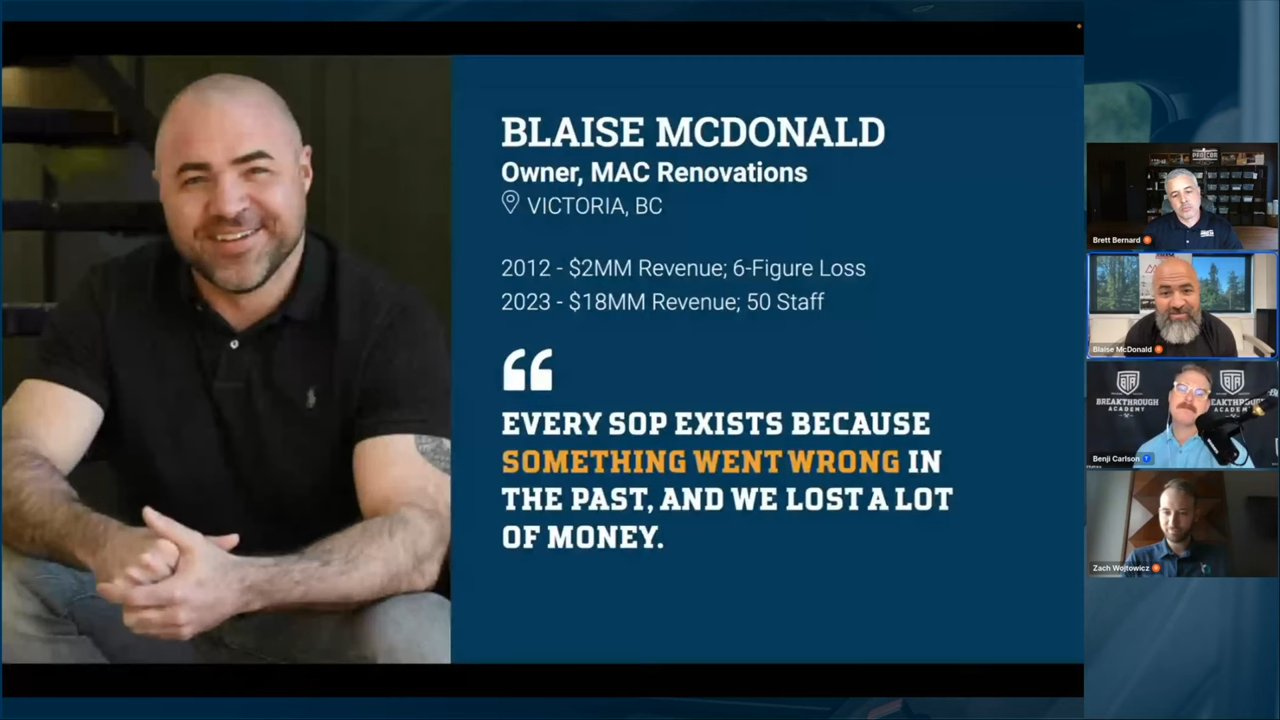 BLAISE MCDONALD
Owner, MAC Renovations
VICTORIA, BC
2012 - $2MM Revenue; 6-Figure Loss
2023 - $18MM Revenue; 50 Staff
“
EVERY SOP EXISTS BECAUSE
SOMETHING WENT WRONG IN
THE PAST, AND WE LOST A LOT
OF MONEY.
Brett Bernard
Blaise McDonald
BTA
BREAKTHROUGH
ACADEMY
BTA
Benji Carlson
Zach Wojtowicz